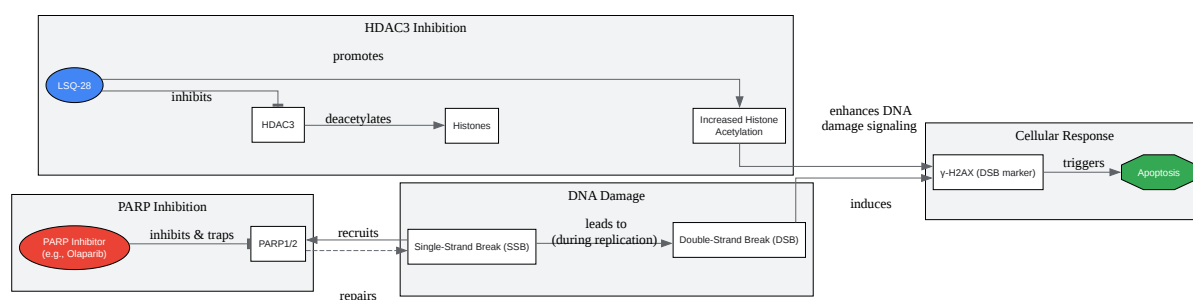 HDAC3 Inhibition
promotes
LSQ-28
inhibits
HDAC3
deacetylates
Histones
Increased Histone
Acetylation
enhances DNA
damage signaling
Cellular Response
γ-H2AX (DSB marker)
triggers
Apoptosis
induces
PARP Inhibition
PARP Inhibitor
(e.g., Olaparib)
inhibits & traps
PARP1/2
recruits
repairs
DNA Damage
Single-Strand Break (SSB)
leads to
(during replication)
Double-Strand Break (DSB)